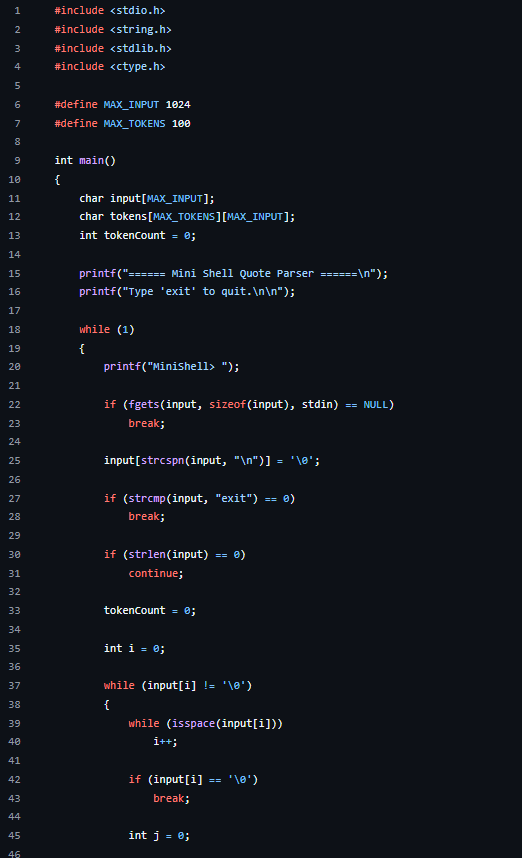 1 #include <stdio.h>
2 #include <string.h>
3 #include <stdlib.h>
4 #include <ctype.h>
5
6 #define MAX_INPUT 1024
7 #define MAX_TOKENS 100
8
9 int main()
10 {
11     char input[MAX_INPUT];
12     char tokens[MAX_TOKENS][MAX_INPUT];
13     int tokenCount = 0;
14
15     printf("====== Mini Shell Quote Parser ======\n");
16     printf("Type 'exit' to quit.\n\n");
17
18     while (1)
19     {
20         printf("MiniShell> ");
21
22         if (fgets(input, sizeof(input), stdin) == NULL)
23             break;
24
25         input[strcspn(input, "\n")] = '\0';
26
27         if (strcmp(input, "exit") == 0)
28             break;
29
30         if (strlen(input) == 0)
31             continue;
32
33         tokenCount = 0;
34
35         int i = 0;
36
37         while (input[i] != '\0')
38         {
39             while (isspace(input[i]))
40                 i++;
41
42             if (input[i] == '\0')
43                 break;
44
45             int j = 0;
46